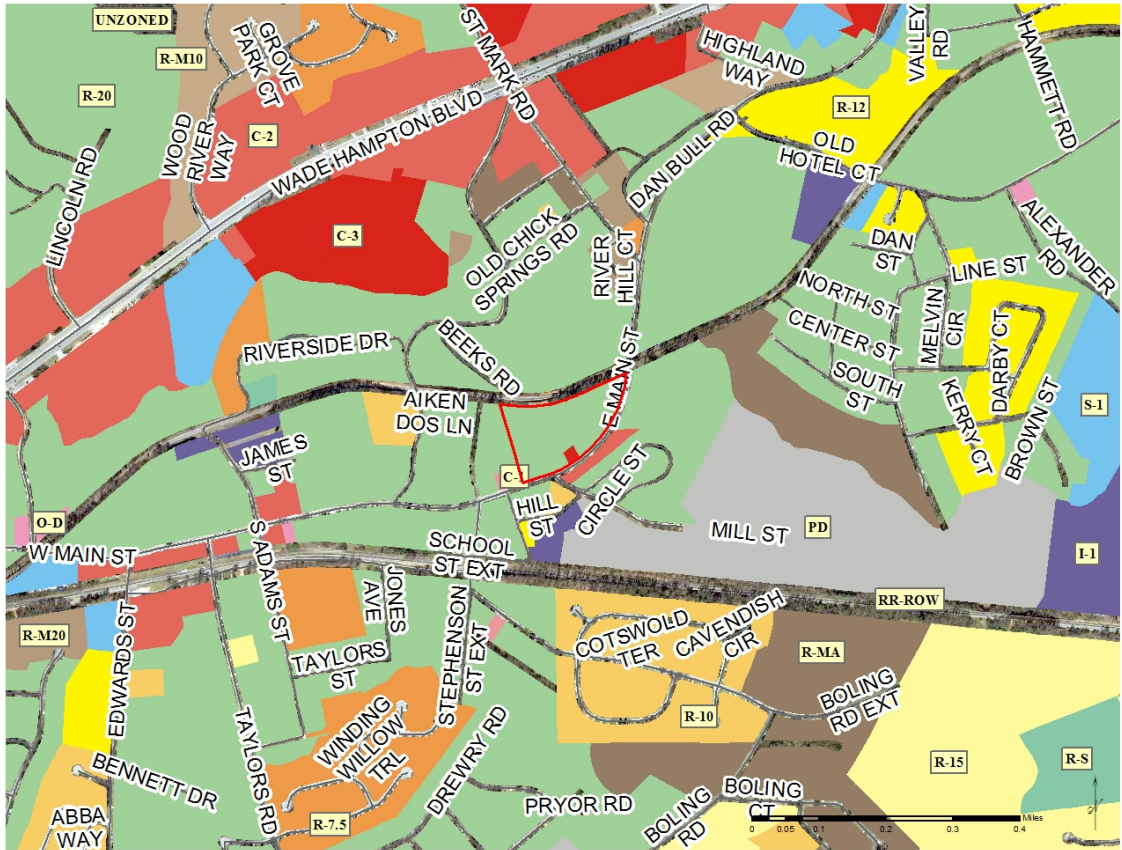 UNZONED
GROVE
PARK CT
ST MARK RD
HIGHLAND
WAY
VALLEY
RD
HAMMETT RD
R-M10
R-20
WOOD
RIVER
WAY
C-2
WADE HAMPTON BLVD
R-12
OLD
HOTEL CT
DAN BULL RD
LINCOLN RD
C-3
OLD CHICK
SPRINGS RD
RIVER
HILL CT
DAN
ST
ALEXANDER
RD
LINE ST
NORTH ST
CENTER ST
SOUTH
ST
MELVIN
CIR
DARBY CT
KERRY CT
BROWN ST
S-1
RIVERSIDE DR
BEEKS RD
E MAIN ST
AIKEN
DOS LN
JAMES
ST
HILL
ST
CIRCLE ST
O-D
W MAIN ST
S ADAMS ST
SCHOOL
ST EXT
MILL ST
PD
I-1
RR-ROW
R-M20
EDWARDS ST
JONES
AVE
STEPHENSON
ST EXT
TAYLORS
ST
COTSWOLD
TER
CAVENDISH
CIR
R-MA
BOLING
RD EXT
R-10
R-15
R-S
BENNETT DR
TAYLORS RD
WINDING
WILLOW
TRL
DREWRY RD
PRYOR RD
ABBA
WAY
R-7.5
BOLING
RD
BOLING
CT
Miles
0 0.05 0.1 0.2 0.3 0.4
N